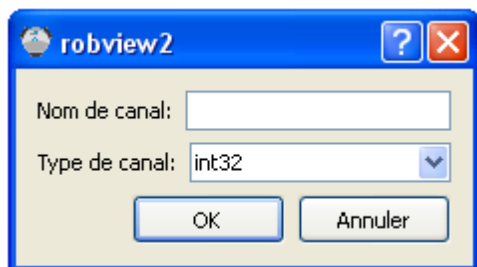 robview2
Nom de canal:
Type de canal: int32
OK Annuler